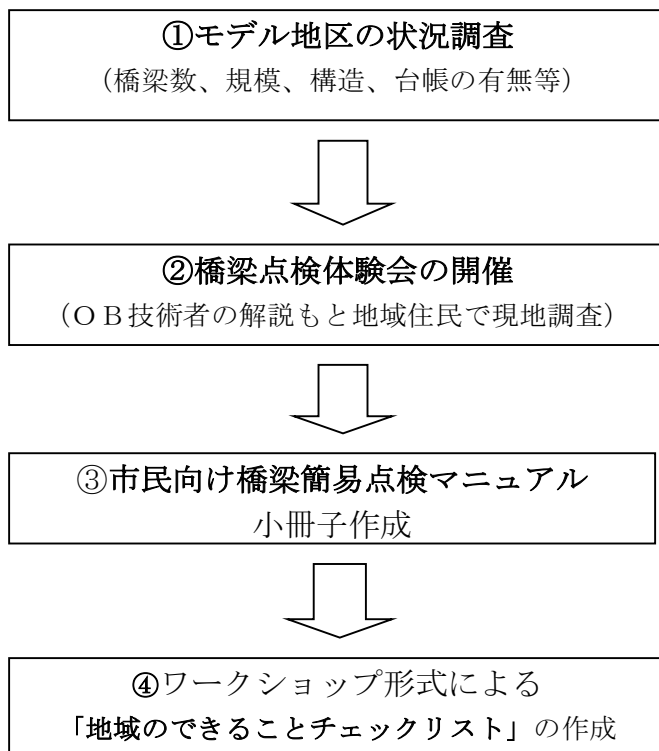 ①モデル地区の状況調査
（橋梁数、規模、構造、台帳の有無等）
②橋梁点検体験会の開催
（ＯＢ技術者の解説もと地域住民で現地調査）
③市民向け橋梁簡易点検マニュアル
小冊子作成
④ワークショップ形式による
「地域のできることチェックリスト」の作成